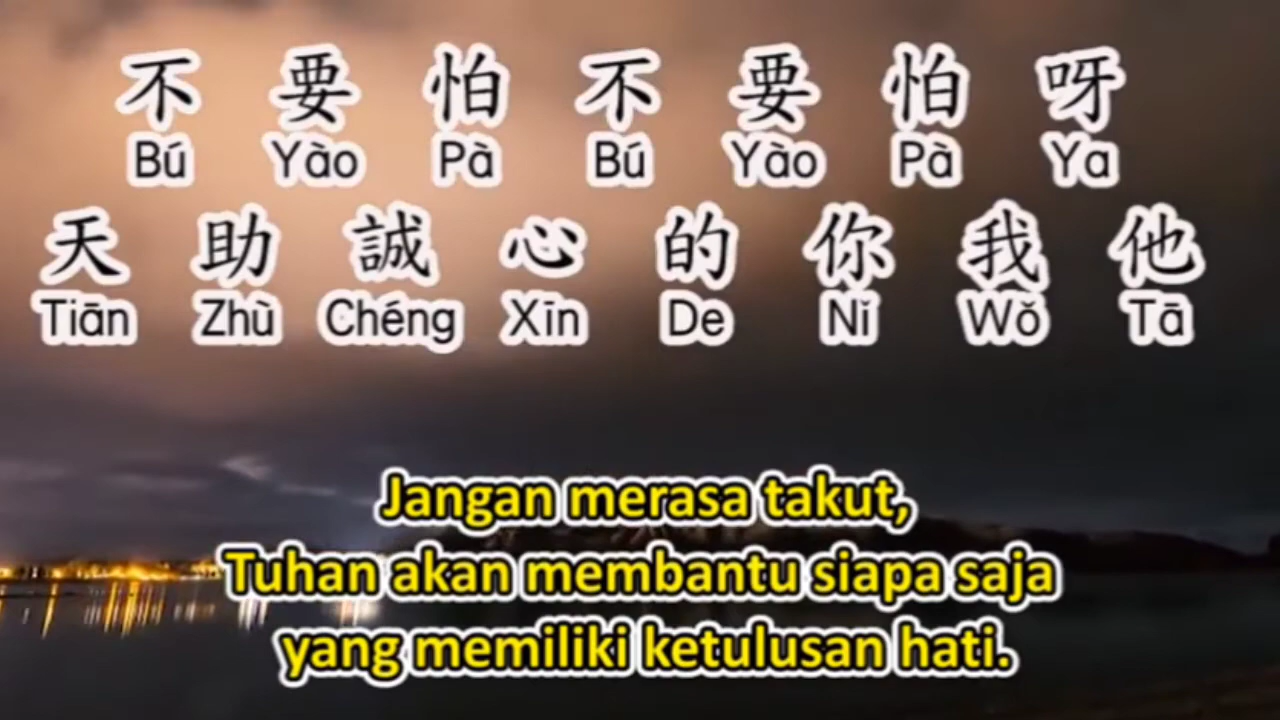 不要怕不要怕呀
Bú Yào Pà Bú Yào Pà Ya
天助誠心的你我他
Tiān Zhù Chéng Xīn De Nǐ Wǒ Tā
Jangan merasa takut,
Tuhan akan membantu siapa saja
yang memiliki ketulusan hati.